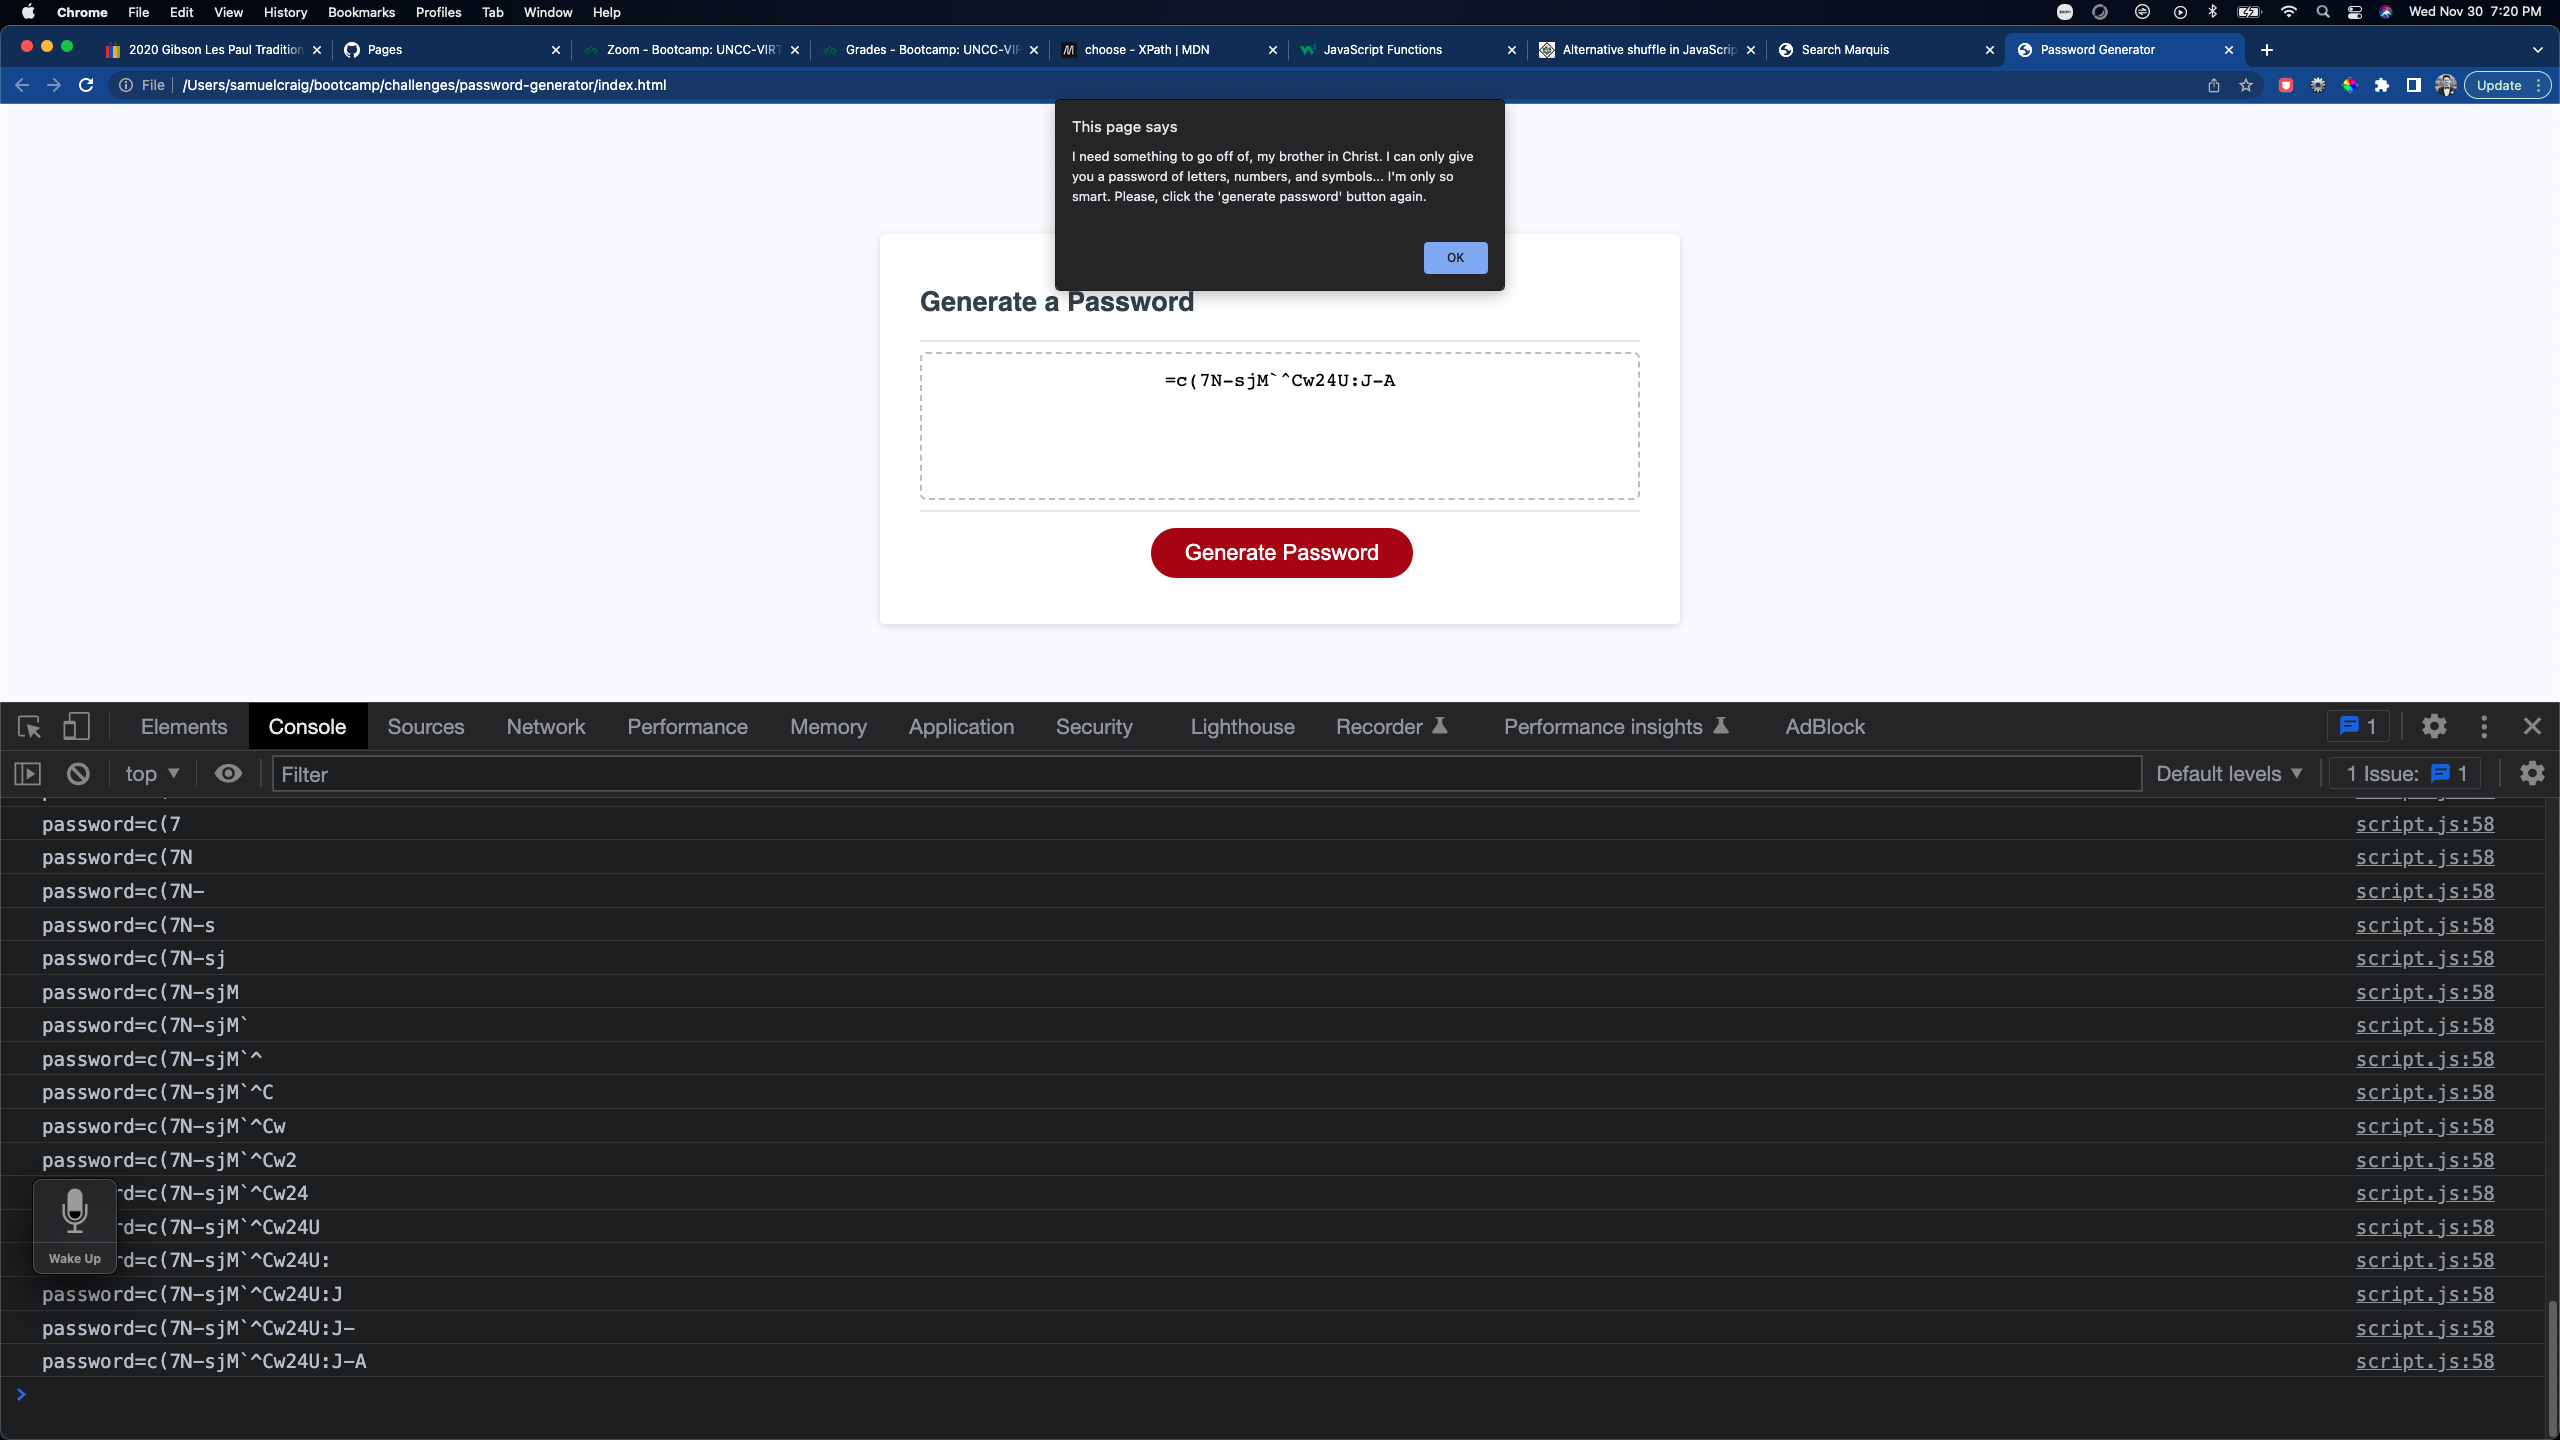 Chrome File Edit View History Bookmarks Profiles Tab Window Help Wed Nov 30 7:20 PM
2020 Gibson Les Paul Tradition Pages Zoom - Bootcamp: UNCC-VIRT Grades - Bootcamp: UNCC-VIR choose - XPath | MDN JavaScript Functions Alternative shuffle in JavaScrip Search Marquis Password Generator
File /Users/samuelcraig/bootcamp/challenges/password-generator/index.html Update
This page says
I need something to go off of, my brother in Christ. I can only give
you a password of letters, numbers, and symbols... I'm only so
smart. Please, click the 'generate password' button again.
OK
Generate a Password
=c(7N-sjM`^Cw24U:J-A
Generate Password
Elements Console Sources Network Performance Memory Application Security Lighthouse Recorder Performance insights AdBlock 1
top Filter Default levels 1 Issue: 1
password=c(7 script.js:58
password=c(7N script.js:58
password=c(7N- script.js:58
password=c(7N-s script.js:58
password=c(7N-sj script.js:58
password=c(7N-sjM script.js:58
password=c(7N-sjM` script.js:58
password=c(7N-sjM`^ script.js:58
password=c(7N-sjM`^C script.js:58
password=c(7N-sjM`^Cw script.js:58
password=c(7N-sjM`^Cw2 script.js:58
rd=c(7N-sjM`^Cw24 script.js:58
rd=c(7N-sjM`^Cw24U script.js:58
Wake Up rd=c(7N-sjM`^Cw24U: script.js:58
password=c(7N-sjM`^Cw24U:J script.js:58
password=c(7N-sjM`^Cw24U:J- script.js:58
password=c(7N-sjM`^Cw24U:J-A script.js:58
>